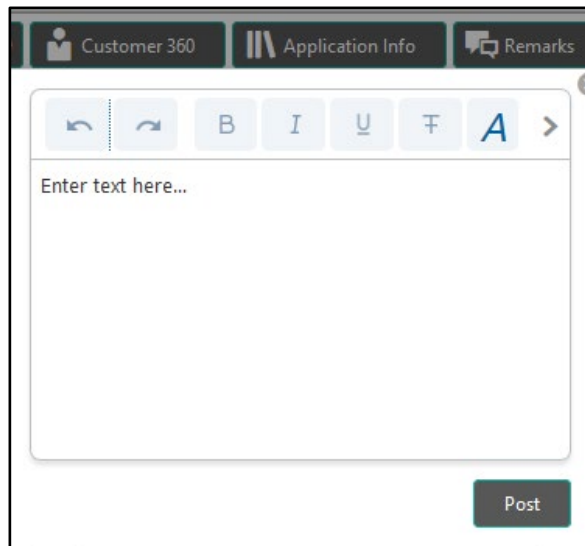 Customer 360 Application Info Remarks
B I U T A
Enter text here...
Post